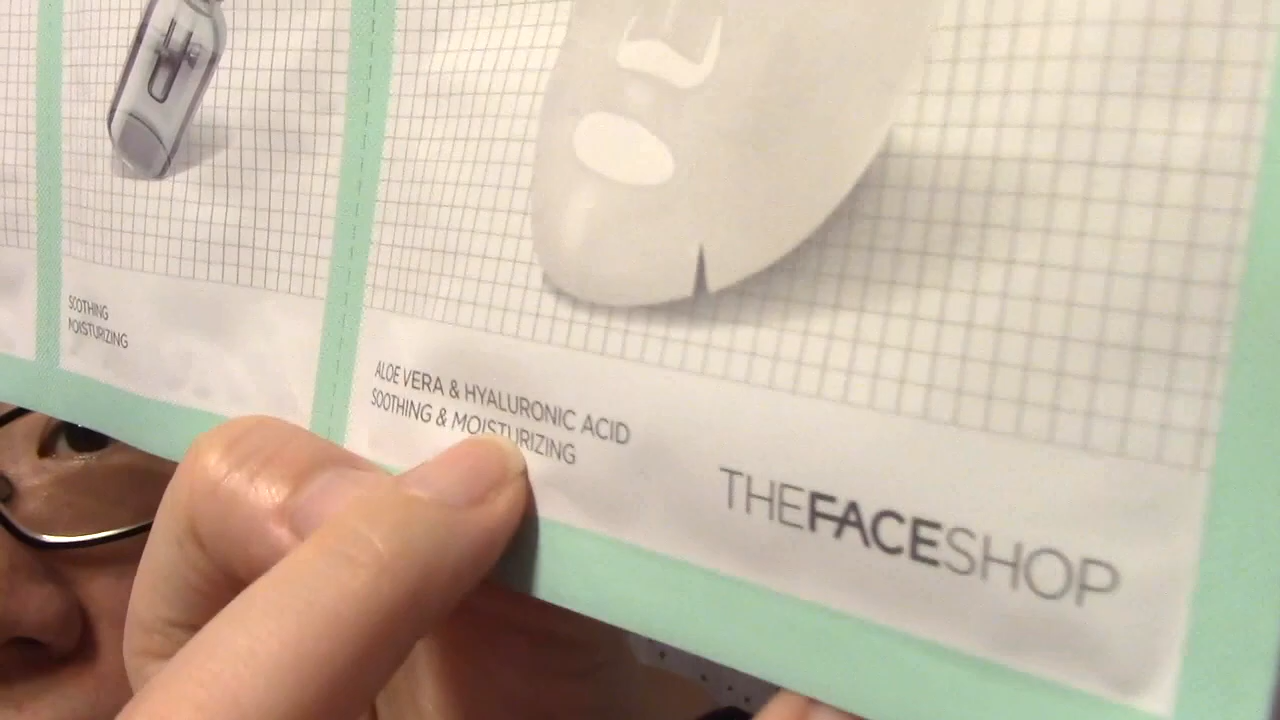 SOOTHING
MOISTURIZING
ALOE VERA & HYALURONIC ACID
SOOTHING & MOISTURIZING
THEFACESHOP